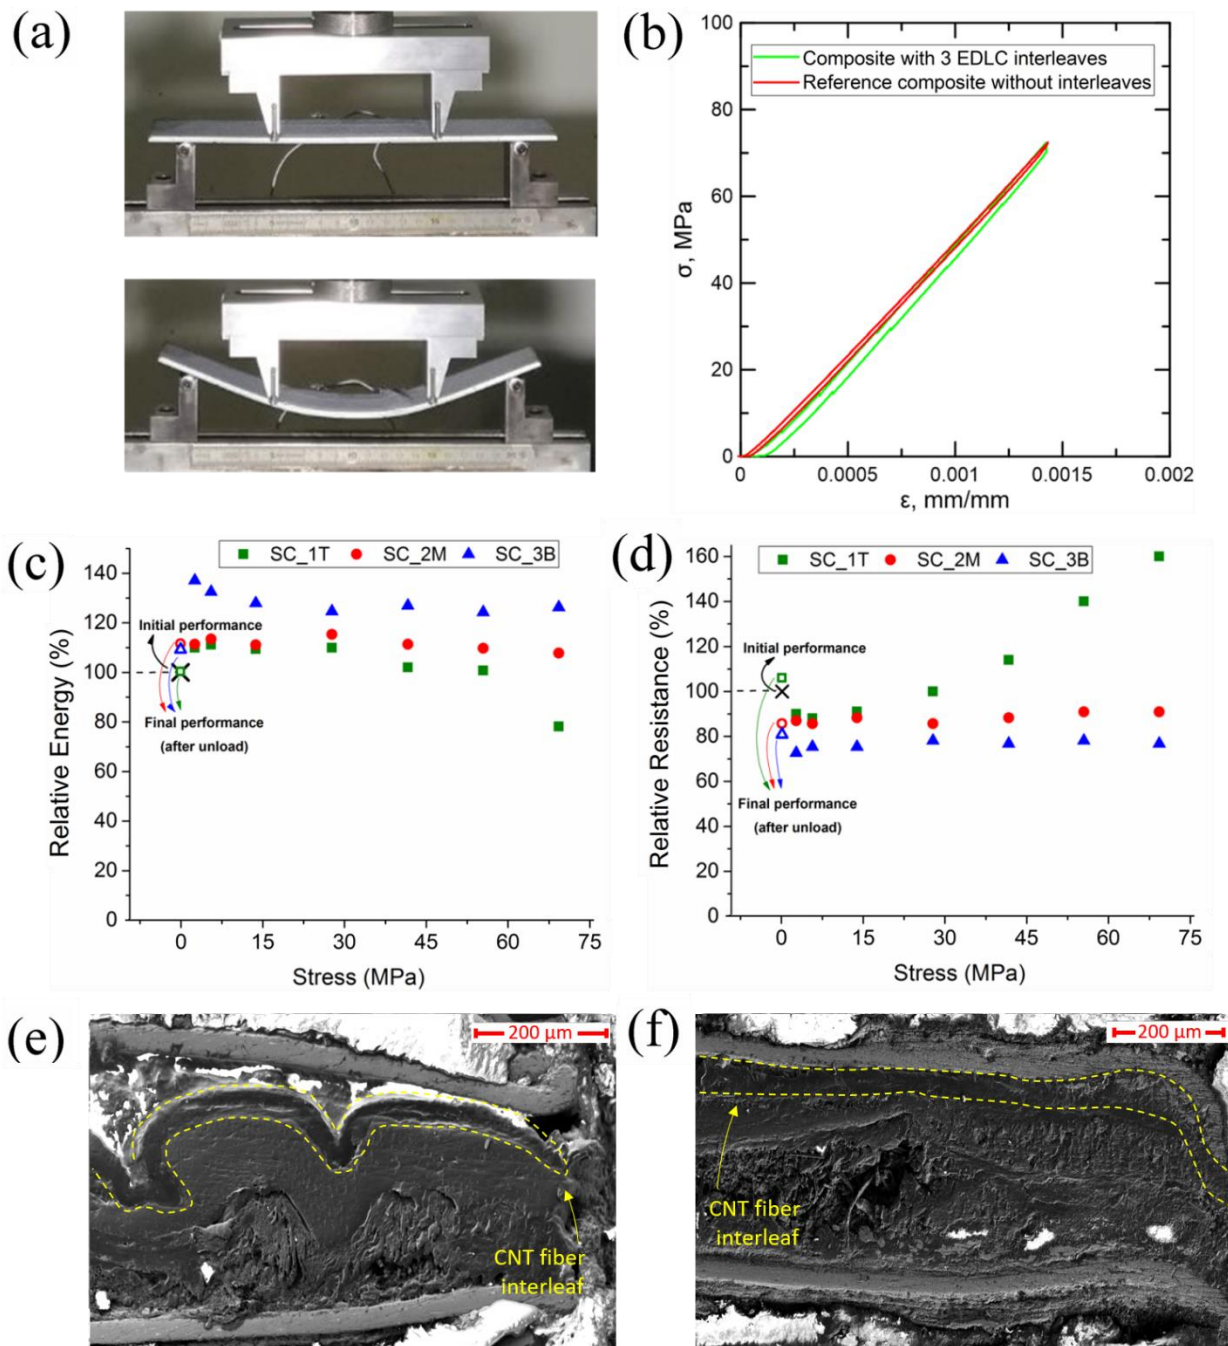 (a)
(b)
100
80
60
40
20
0
σ, MPa
Composite with 3 EDLC interleaves
Reference composite without interleaves
0
0.0005
0.001
0.0015
0.002
ε, mm/mm
(c)
SC_1T SC_2M SC_3B
140
120
100
80
60
40
20
0
Relative Energy (%)
Initial performance
Final performance
(after unload)
0 15 30 45 60 75
Stress (MPa)
(d)
SC_1T SC_2M SC_3B
160
140
120
100
80
60
40
20
0
Relative Resistance (%)
Initial performance
Final performance
(after unload)
0 15 30 45 60 75
Stress (MPa)
(e)
200 µm
CNT fiber
interleaf
(f)
200 µm
CNT fiber
interleaf